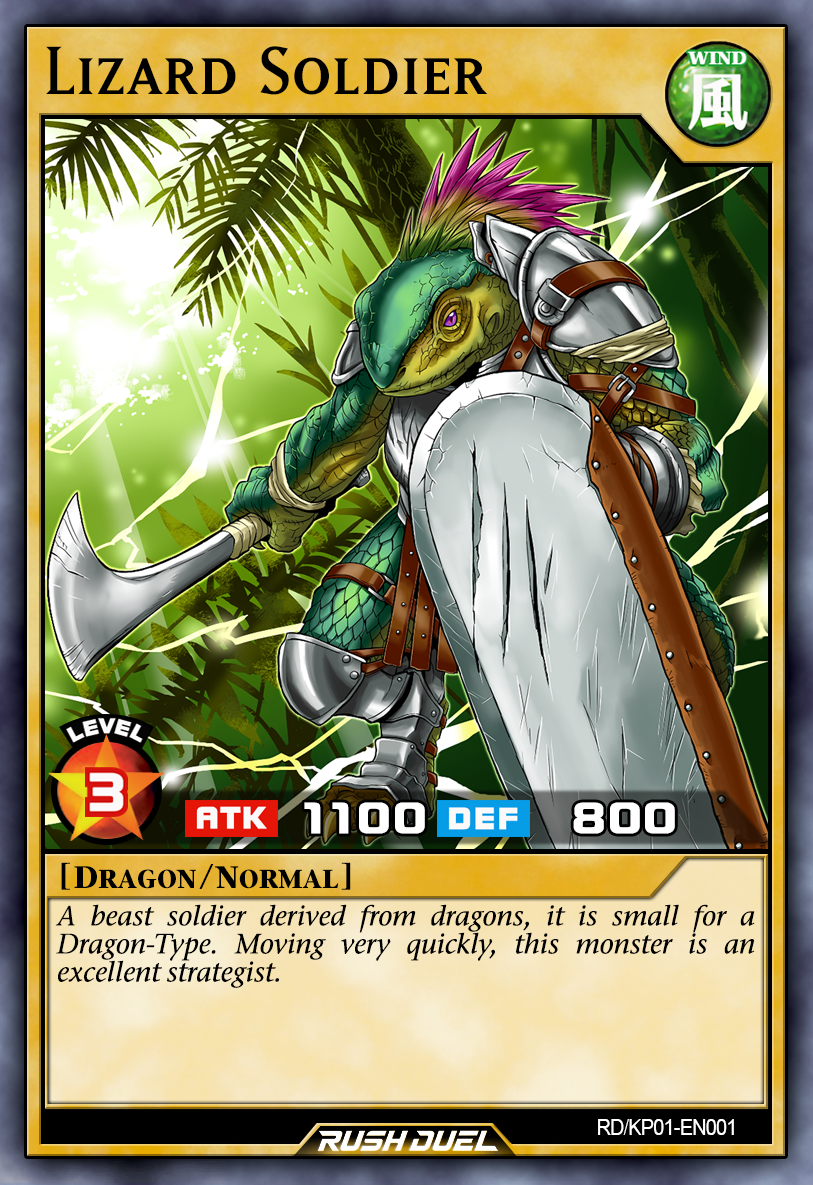 Lizard Soldier
WIND
風
LEVEL
3
ATK 1100 DEF 800
[Dragon/Normal]
A beast soldier derived from dragons, it is small for a
Dragon-Type. Moving very quickly, this monster is an
excellent strategist.
RD/KP01-EN001
RUSH DUEL